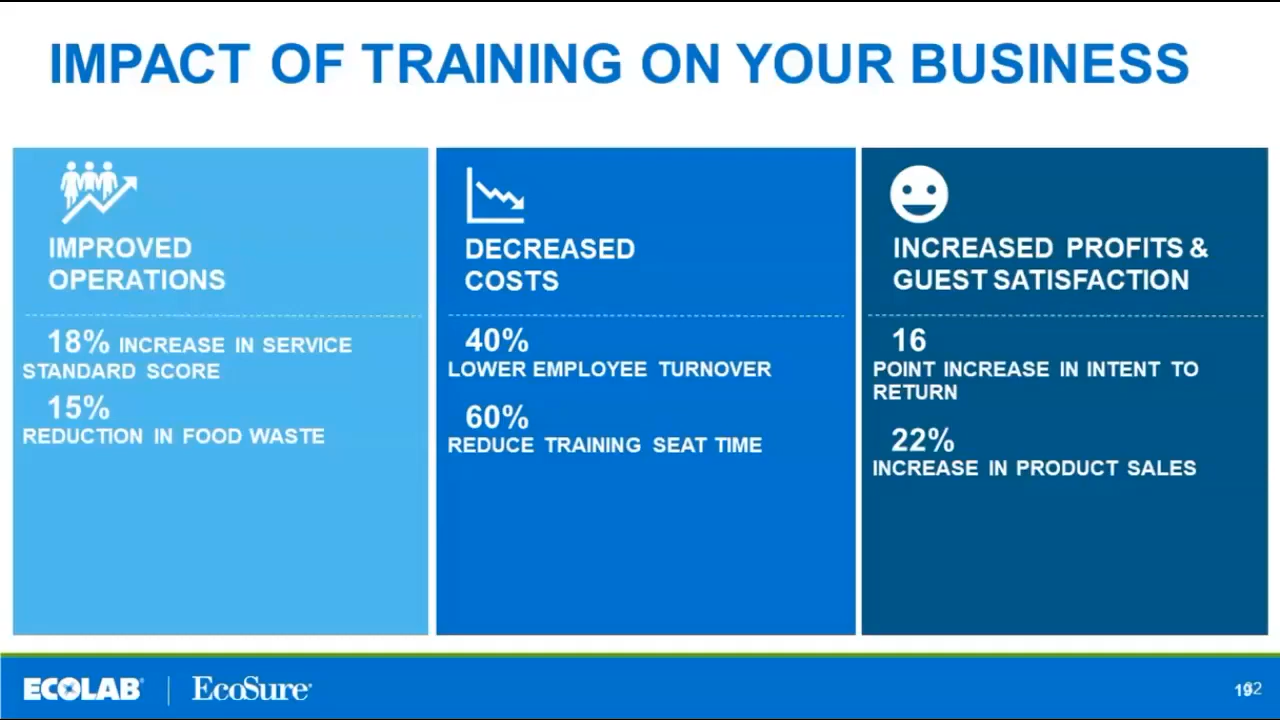 IMPACT OF TRAINING ON YOUR BUSINESS
IMPROVED
OPERATIONS
18% INCREASE IN SERVICE
STANDARD SCORE
15%
REDUCTION IN FOOD WASTE
DECREASED
COSTS
40%
LOWER EMPLOYEE TURNOVER
60%
REDUCE TRAINING SEAT TIME
INCREASED PROFITS &
GUEST SATISFACTION
16
POINT INCREASE IN INTENT TO
RETURN
22%
INCREASE IN PRODUCT SALES
ECOLAB®
EcoSure®